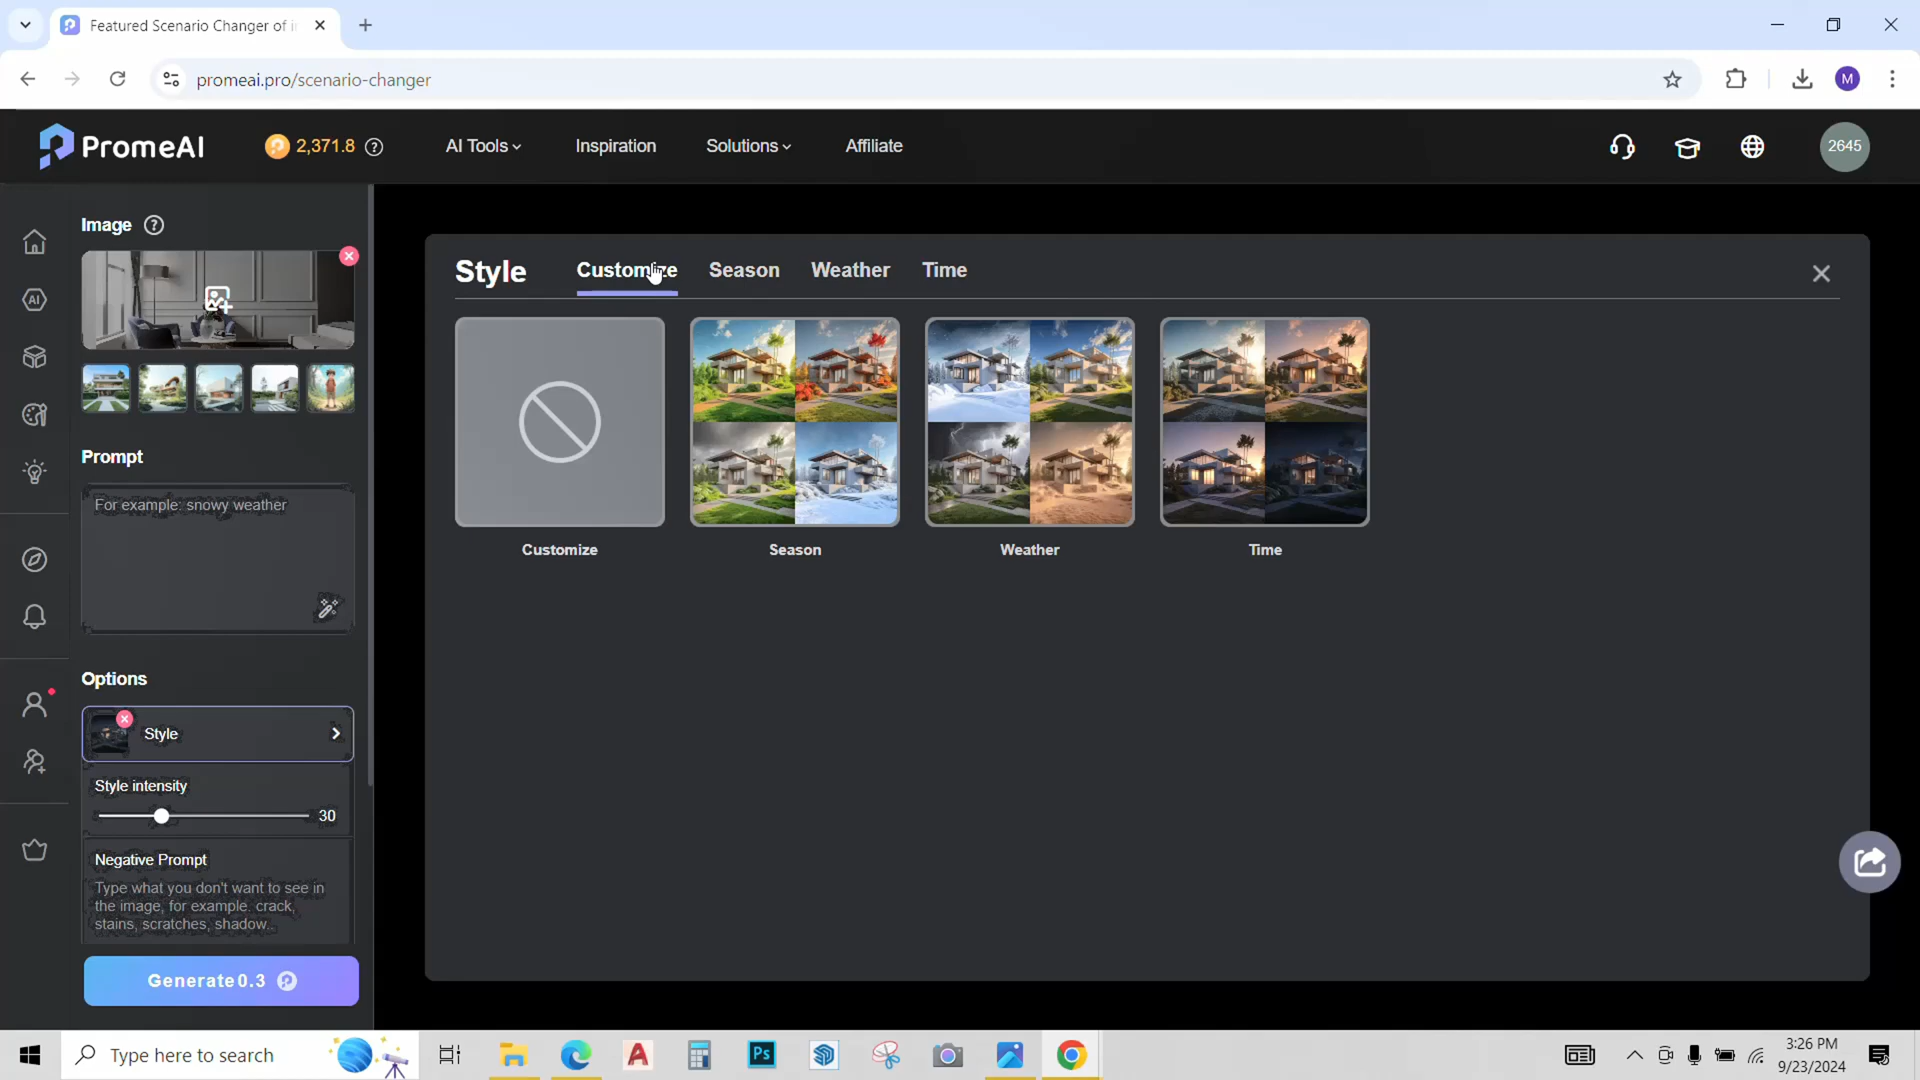 Featured Scenario Changer of i
promeai.pro/scenario-changer
M
PromeAI
2,371.8
AI Tools
Inspiration
Solutions
Affiliate
2645
Image
Style
Customize
Season
Weather
Time
AI
Customize
Season
Weather
Time
Prompt
For example: snowy weather
Options
Style
Style intensity
30
Negative Prompt
Type what you don't want to see in
the image, for example. crack,
stains, scratches, shadow..
Generate0.3
Type here to search
A
Ps
3:26 PM
9/23/2024